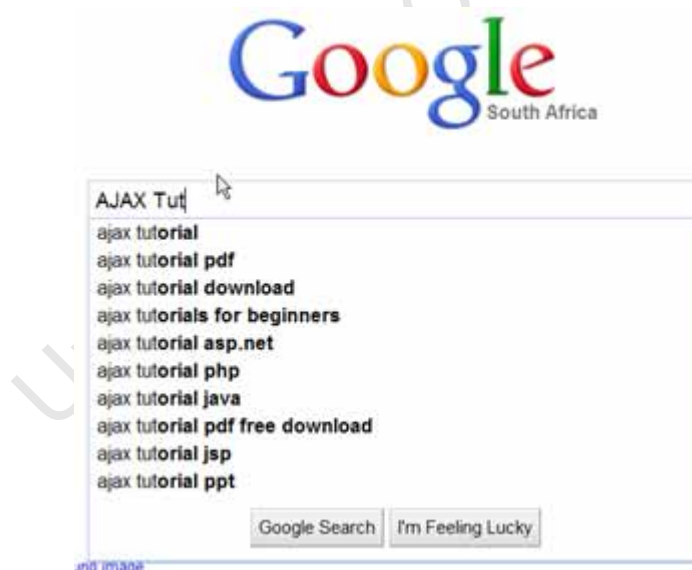 Google
South Africa
AJAX Tut
ajax tutorial
ajax tutorial pdf
ajax tutorial download
ajax tutorials for beginners
ajax tutorial asp.net
ajax tutorial php
ajax tutorial java
ajax tutorial pdf free download
ajax tutorial jsp
ajax tutorial ppt
Google Search I'm Feeling Lucky
image